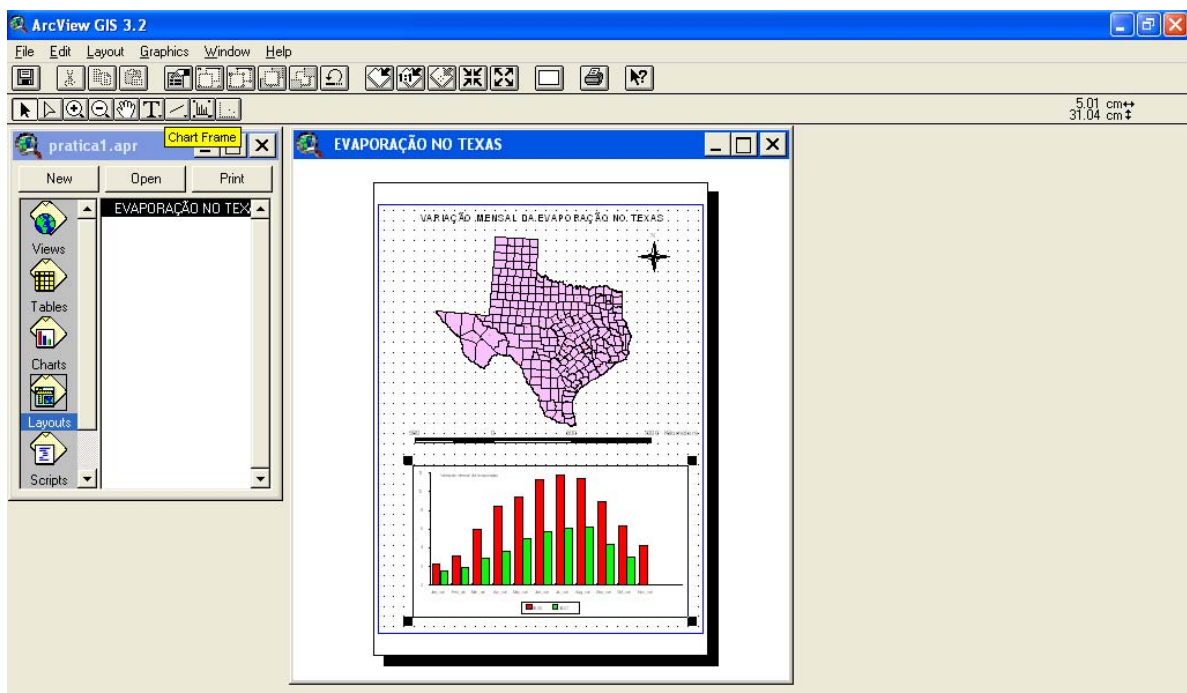 ArcView GIS 3.2
File Edit Layout Graphics Window Help
5.01 cm
31.04 cm
Chart Frame
pratica1.apr
New Open Print
EVAPORAÇÃO NO TEX
Views
Tables
Charts
Layouts
Scripts
EVAPORAÇÃO NO TEXAS
VARIAÇÃO MENSAL DA EVAPORAÇÃO NO TEXAS
N
0